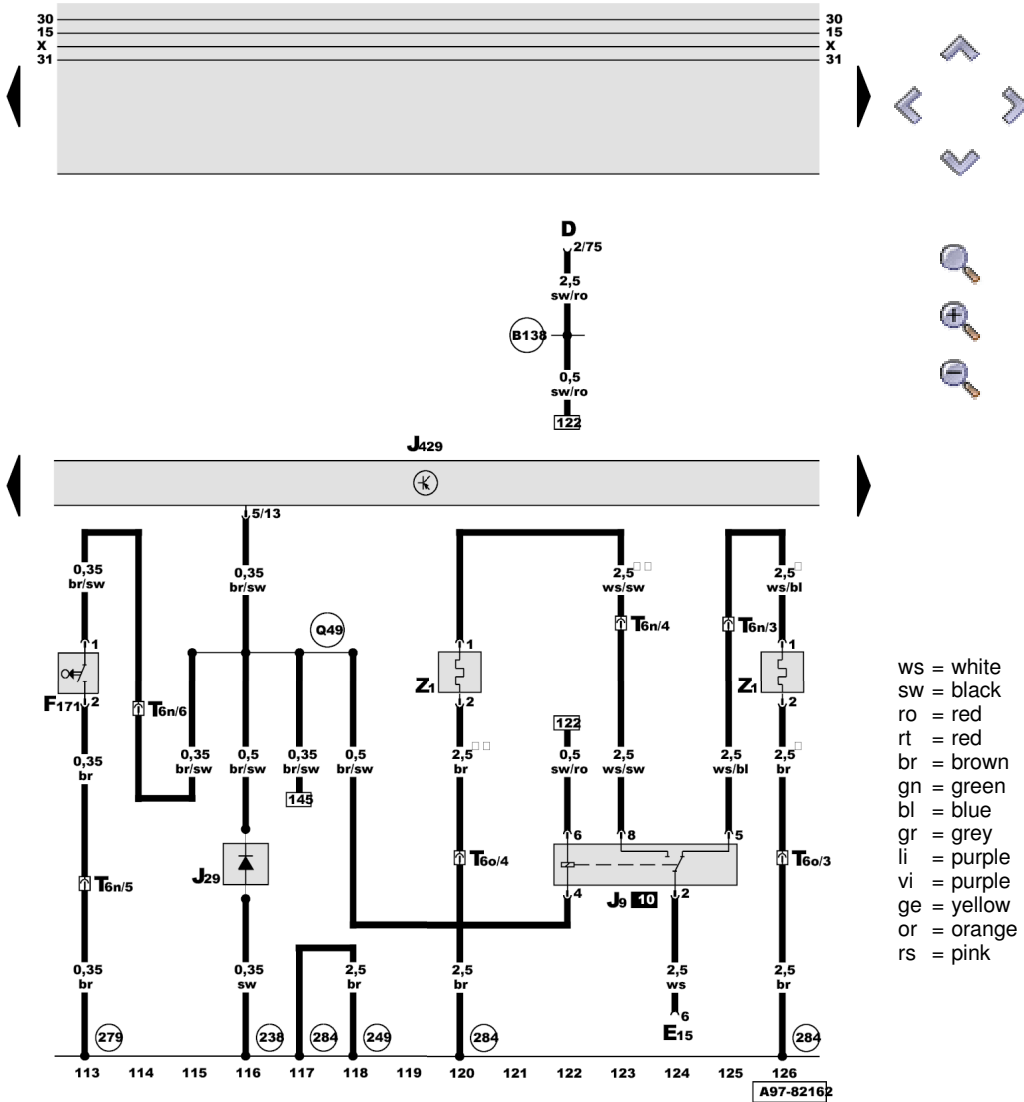 30 30
15 15
X X
31 31
D
2/75
2,5
sw/ro
B138
0,5
sw/ro
122
J429
5/13
0,35 0,35 2,5 2,5
br/sw br/sw ws/sw ws/bl
Q49
T6n/4 T6n/3
1 1 1
F171 2 Z1 2 Z1 2
T6n/6
122
0,35 0,35 0,5 0,35 0,5 2,5 0,5 2,5 2,5 2,5
br br/sw br/sw br/sw br/sw br sw/ro ws/sw ws/bl br
145
6 8 5
J29 T6o/4 T6o/3
T6n/5
4 J9 10 2
0,35 0,35 2,5 2,5 2,5 2,5
br sw br br ws br
6
E15
279 238 284 249 284 284
113 114 115 116 117 118 119 120 121 122 123 124 125 126
A97-82162
ws = white
sw = black
ro = red
rt = red
br = brown
gn = green
bl = blue
gr = grey
li = purple
vi = purple
ge = yellow
or = orange
rs = pink